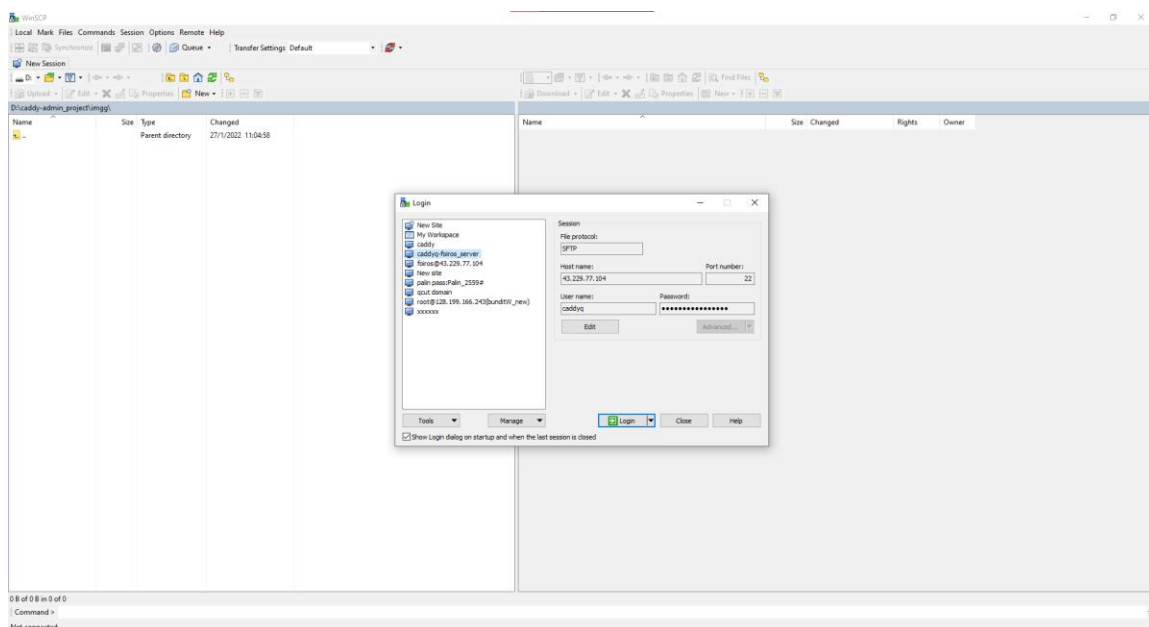 WinSCP
Local Mark Files Commands Session Options Remote Help
Synchronize Queue Transfer Settings Default
New Session
D:
Find Files
Upload Edit Properties New
Download Edit Properties New
D:\caddy-admin_project\imgg\
Name Size Type Changed
Name Size Changed Rights Owner
.. Parent directory 27/1/2022 11:04:58
Login
New Site
My Workspace
caddy
caddyq-foiros_server
foiros@43.229.77.104
New site
palin pass:Palin_2559#
qcut domain
root@128.199.166.243(bunditW_new)
xxxxxx
Session
File protocol:
SFTP
Host name: Port number:
43.229.77.104 22
User name: Password:
caddyq ●●●●●●●●●●●●●●●●
Edit Advanced...
Tools Manage Login Close Help
Show Login dialog on startup and when the last session is closed
0 B of 0 B in 0 of 0
Command >
Not connected